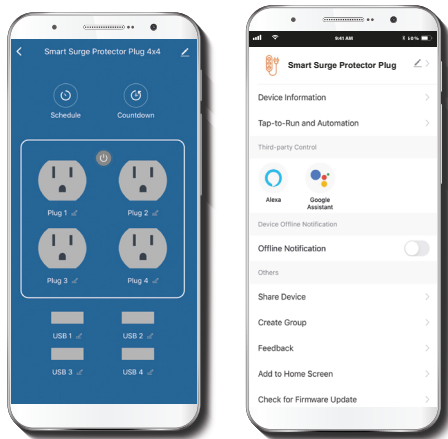 Smart Surge Protector Plug 4x4
Schedule
Countdown
Plug 1
Plug 2
Plug 3
Plug 4
USB 1
USB 2
USB 3
USB 4
9:41 AM
Smart Surge Protector Plug
Device Information
Tap-to-Run and Automation
Third-party Control
Alexa
Google
Assistant
Device Offline Notification
Offline Notification
Others
Share Device
Create Group
Feedback
Add to Home Screen
Check for Firmware Update